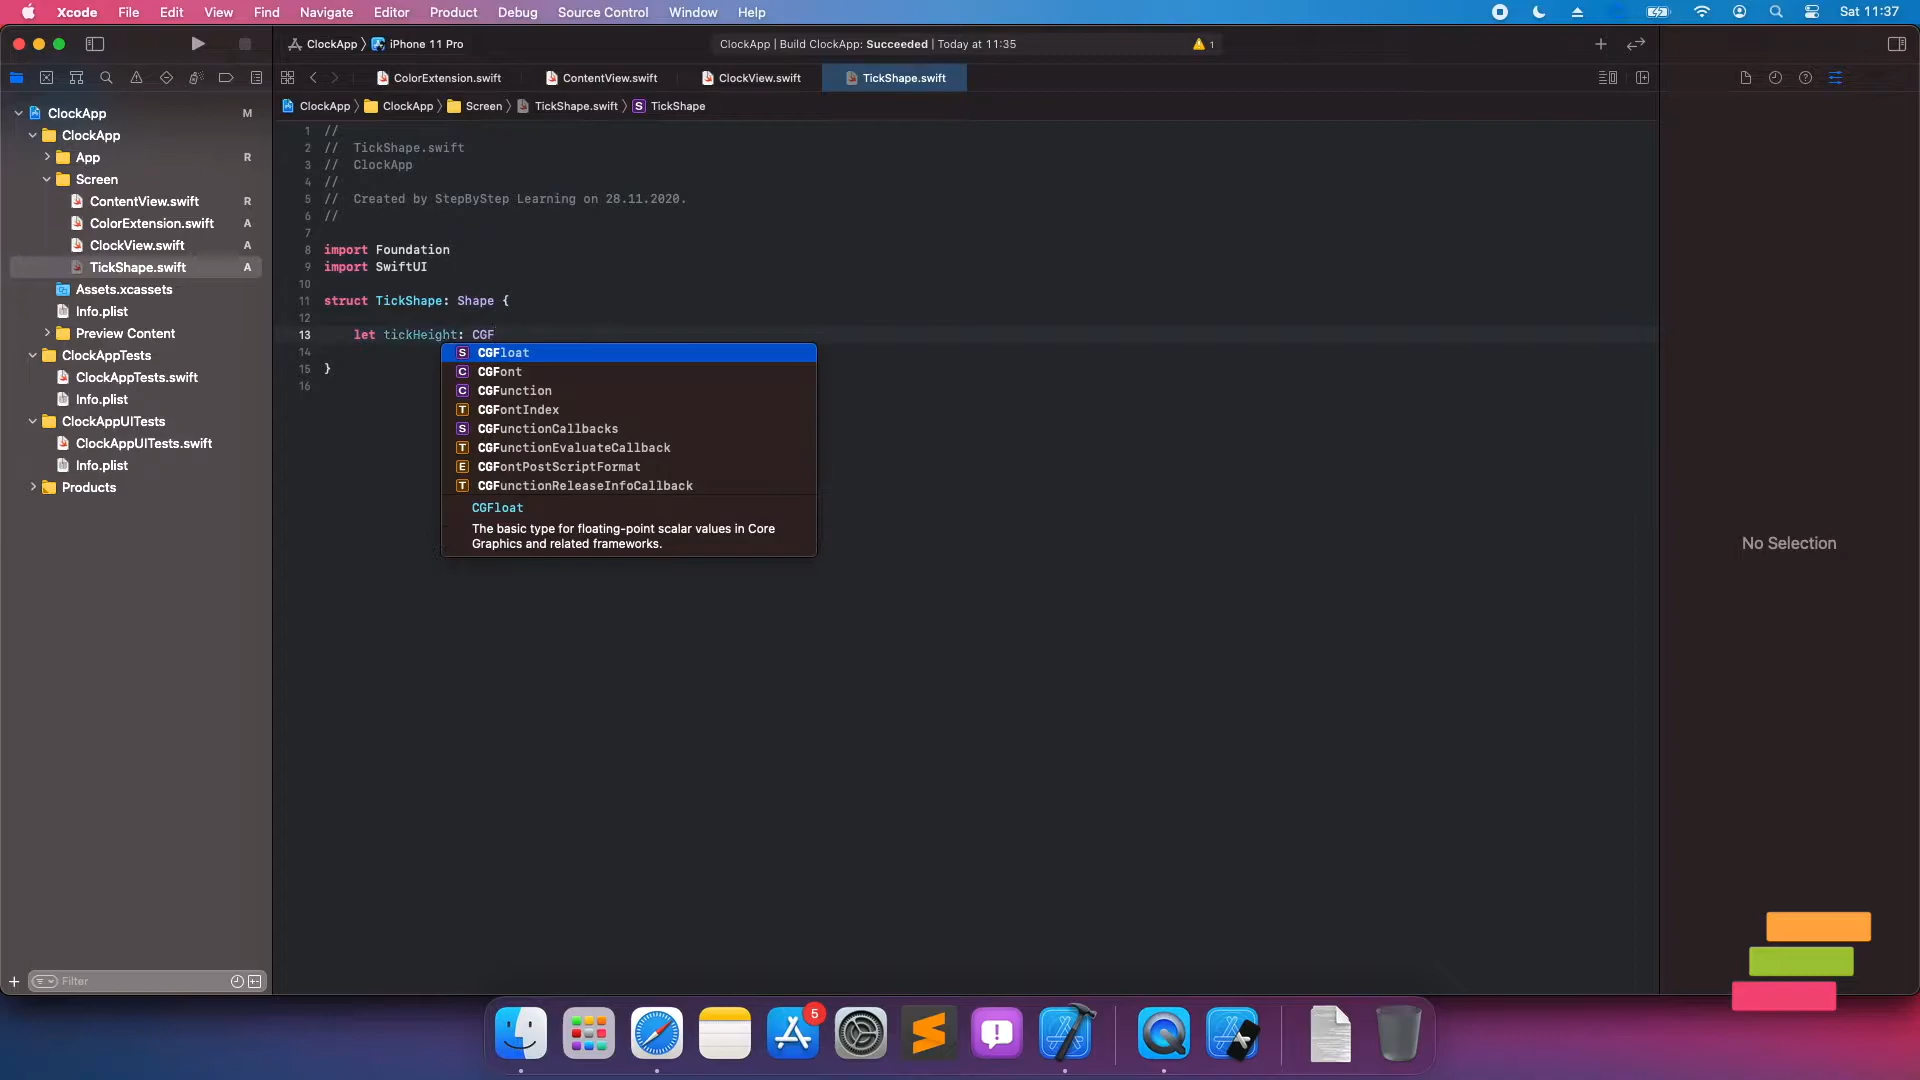 Xcode File Edit View Find Navigate Editor Product Debug Source Control Window Help Sat 11:37
ClockApp iPhone 11 Pro ClockApp | Build ClockApp: Succeeded | Today at 11:35 1
ColorExtension.swift ContentView.swift ClockView.swift TickShape.swift
ClockApp ClockApp Screen TickShape.swift S TickShape
ClockApp M
ClockApp
App R
Screen
ContentView.swift R
ColorExtension.swift A
ClockView.swift A
TickShape.swift A
Assets.xcassets
Info.plist
Preview Content
ClockAppTests
ClockAppTests.swift
Info.plist
ClockAppUITests
ClockAppUITests.swift
Info.plist
Products
Filter
1 //
2 // TickShape.swift
3 // ClockApp
4 //
5 // Created by StepByStep Learning on 28.11.2020.
6 //
7
8 import Foundation
9 import SwiftUI
10
11 struct TickShape: Shape {
12
13 let tickHeight: CGF
14
15 }
16
S CGFloat
C CGFont
C CGFunction
T CGFontIndex
S CGFunctionCallbacks
T CGFunctionEvaluateCallback
E CGFontPostScriptFormat
T CGFunctionReleaseInfoCallback
CGFloat
The basic type for floating-point scalar values in Core
Graphics and related frameworks.
No Selection
5